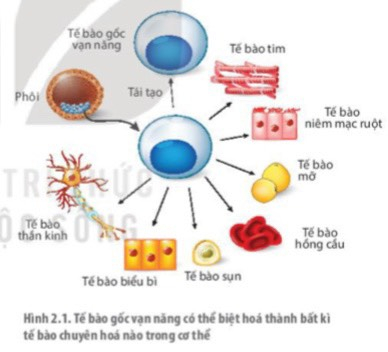 Tế bào gốc
vạn năng
Tế bào tim
Phôi
Tái tạo
Tế bào
niêm mạc ruột
Tế bào
mỡ
TRI THỨC
Tế bào
thần kinh
Tế bào
hồng cầu
Tế bào biểu bì
Tế bào sụn
Hình 2.1. Tế bào gốc vạn năng có thể biệt hoá thành bất kì
tế bào chuyên hoá nào trong cơ thể